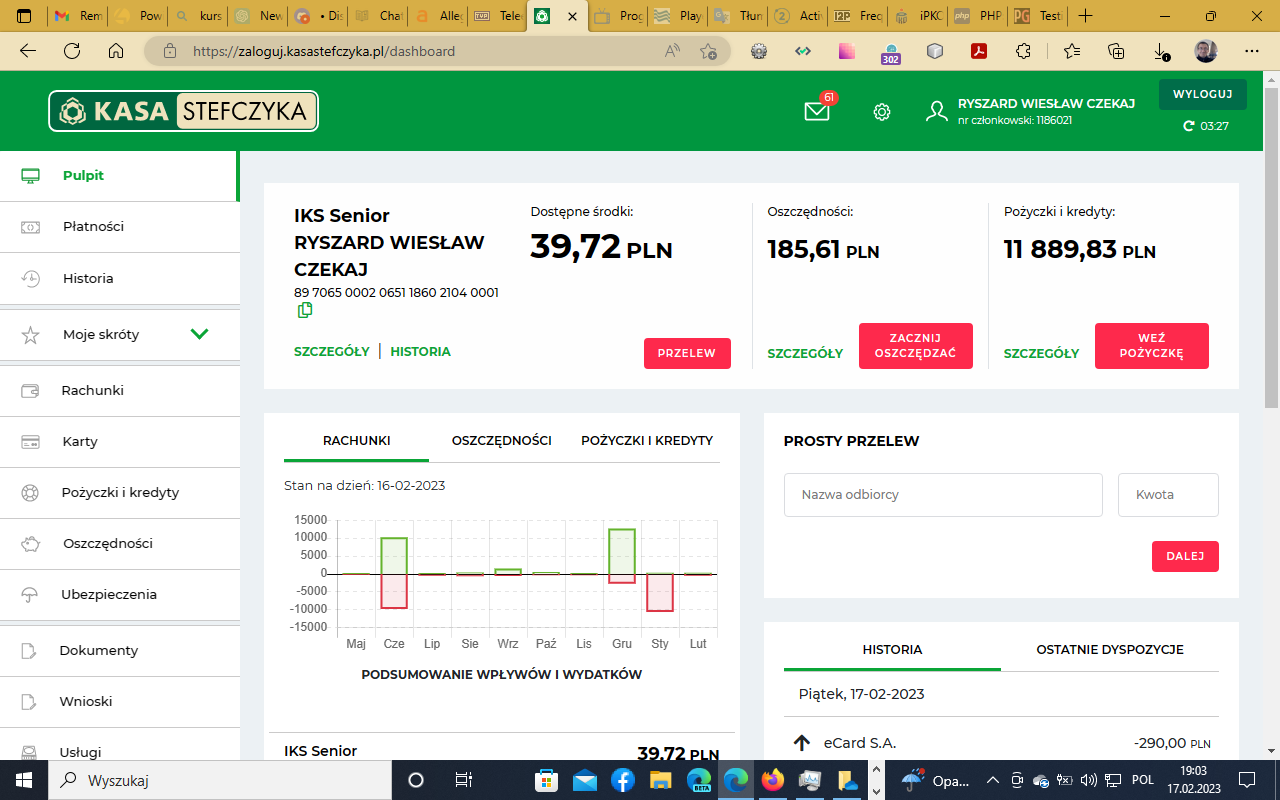 Rem
Pow
kurs
New
• Dis
Chat
Alleg
Tele
Prog
Play
Tłun
Activ
Freq
iPKC
PHP
Testi
https://zaloguj.kasastefczyka.pl/dashboard
302
KASA STEFCZYKA
61
RYSZARD WIESŁAW CZEKAJ
nr członkowski: 1186021
WYLOGUJ
03:27
Pulpit
Płatności
Historia
Moje skróty
Rachunki
Karty
Pożyczki i kredyty
Oszczędności
Ubezpieczenia
Dokumenty
Wnioski
Usługi
IKS Senior
RYSZARD WIESŁAW
CZEKAJ
89 7065 0002 0651 1860 2104 0001
SZCZEGÓŁY | HISTORIA
Dostępne środki:
39,72 PLN
PRZELEW
Oszczędności:
185,61 PLN
SZCZEGÓŁY
ZACZNIJ
OSZCZĘDZAĆ
Pożyczki i kredyty:
11 889,83 PLN
SZCZEGÓŁY
WEŹ
POŻYCZKĘ
RACHUNKI OSZCZĘDNOŚCI POŻYCZKI I KREDYTY
Stan na dzień: 16-02-2023
15000
10000
5000
0
-5000
-10000
-15000
Maj Cze Lip Sie Wrz Paź Lis Gru Sty Lut
PODSUMOWANIE WPŁYWÓW I WYDATKÓW
IKS Senior 39,72 PLN
PROSTY PRZELEW
Nazwa odbiorcy Kwota
DALEJ
HISTORIA OSTATNIE DYSPOZYCJE
Piątek, 17-02-2023
eCard S.A. -290,00 PLN
Wyszukaj
BETA
Opa...
POL
19:03
17.02.2023